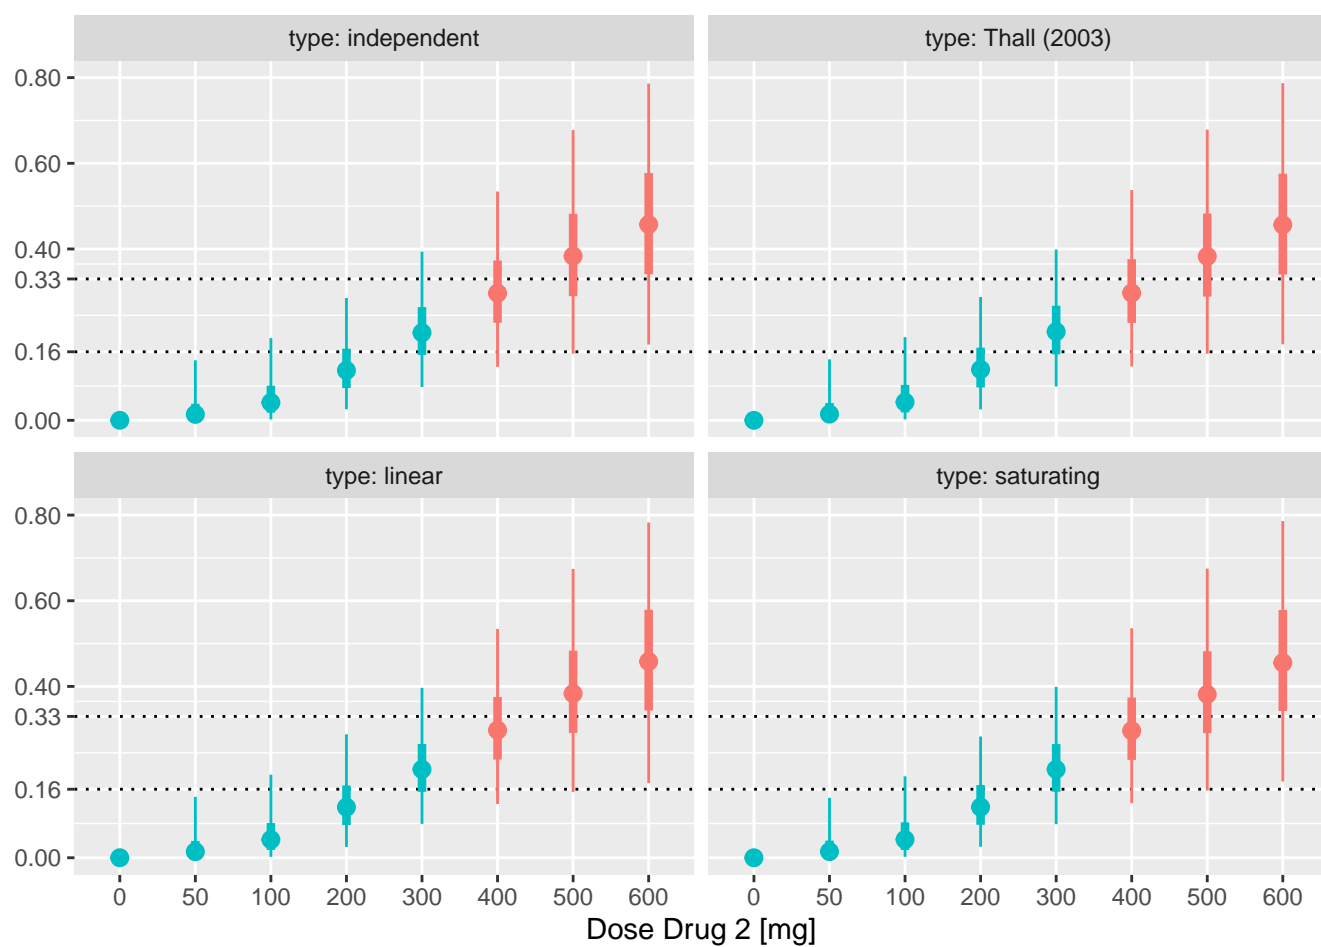 type: independent
type: Thall (2003)
0.80
0.60
0.40
0.33
0.16
0.00
type: linear
type: saturating
0.80
0.60
0.40
0.33
0.16
0.00
0 50 100 200 300 400 500 600
0 50 100 200 300 400 500 600
Dose Drug 2 [mg]